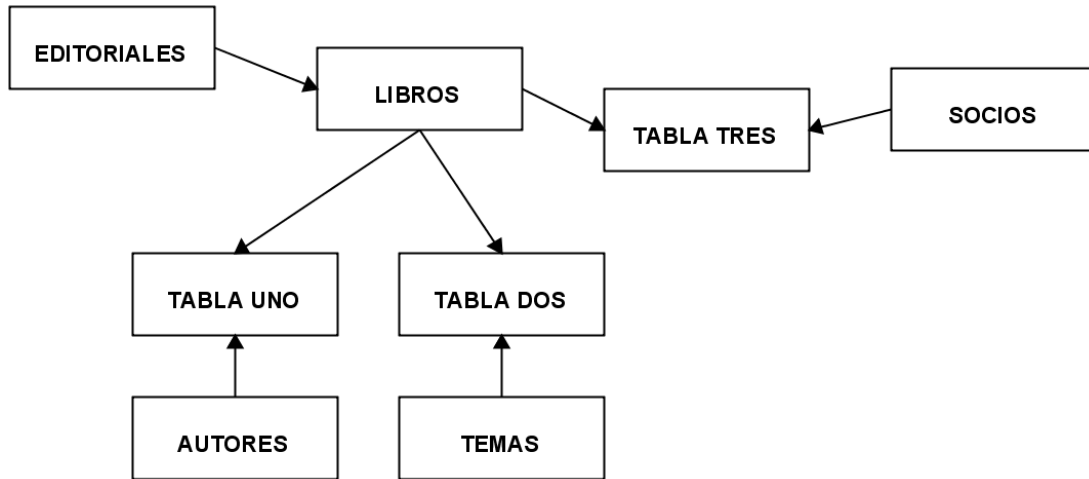 EDITORIALES
LIBROS
TABLA TRES
SOCIOS
TABLA UNO
TABLA DOS
AUTORES
TEMAS